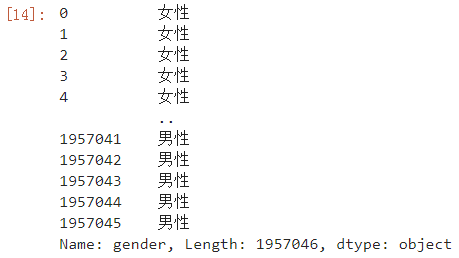 [14]: 0 女性
1 女性
2 女性
3 女性
4 女性
..
1957041 男性
1957042 男性
1957043 男性
1957044 男性
1957045 男性
Name: gender, Length: 1957046, dtype: object